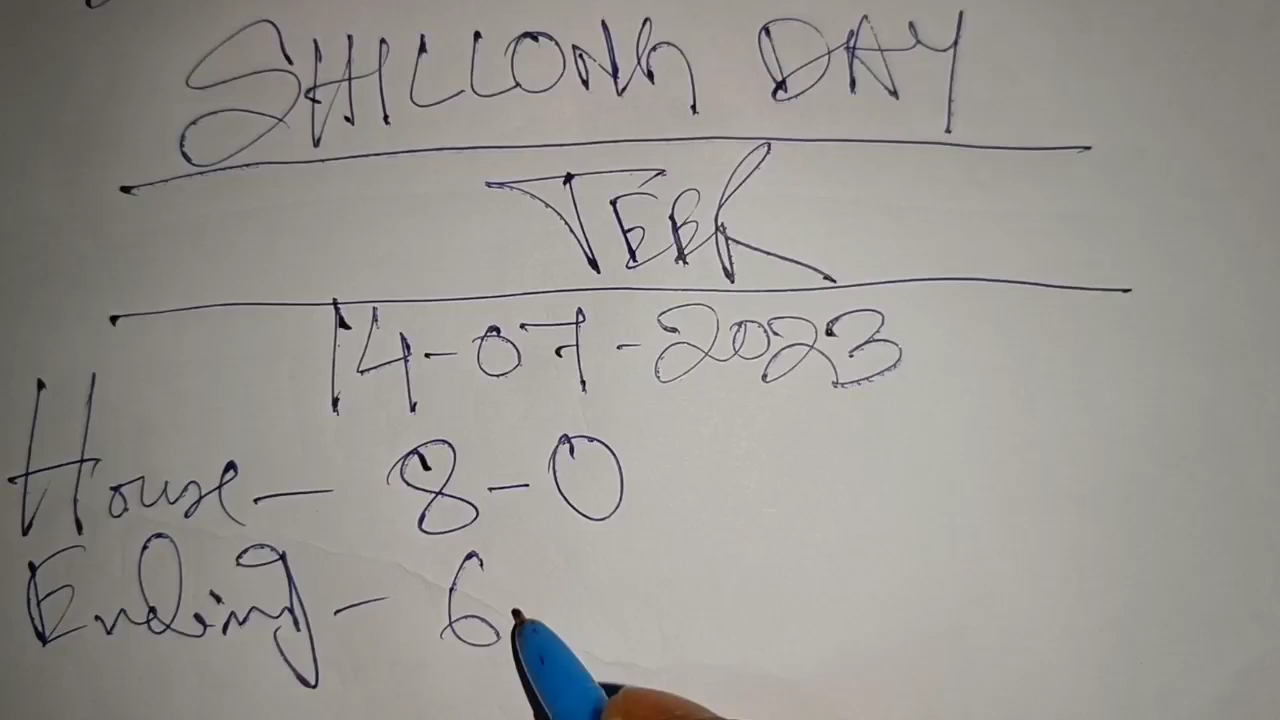 SHILLONG DAY
TEER
14-07-2023
House - 8-0
Ending - 6